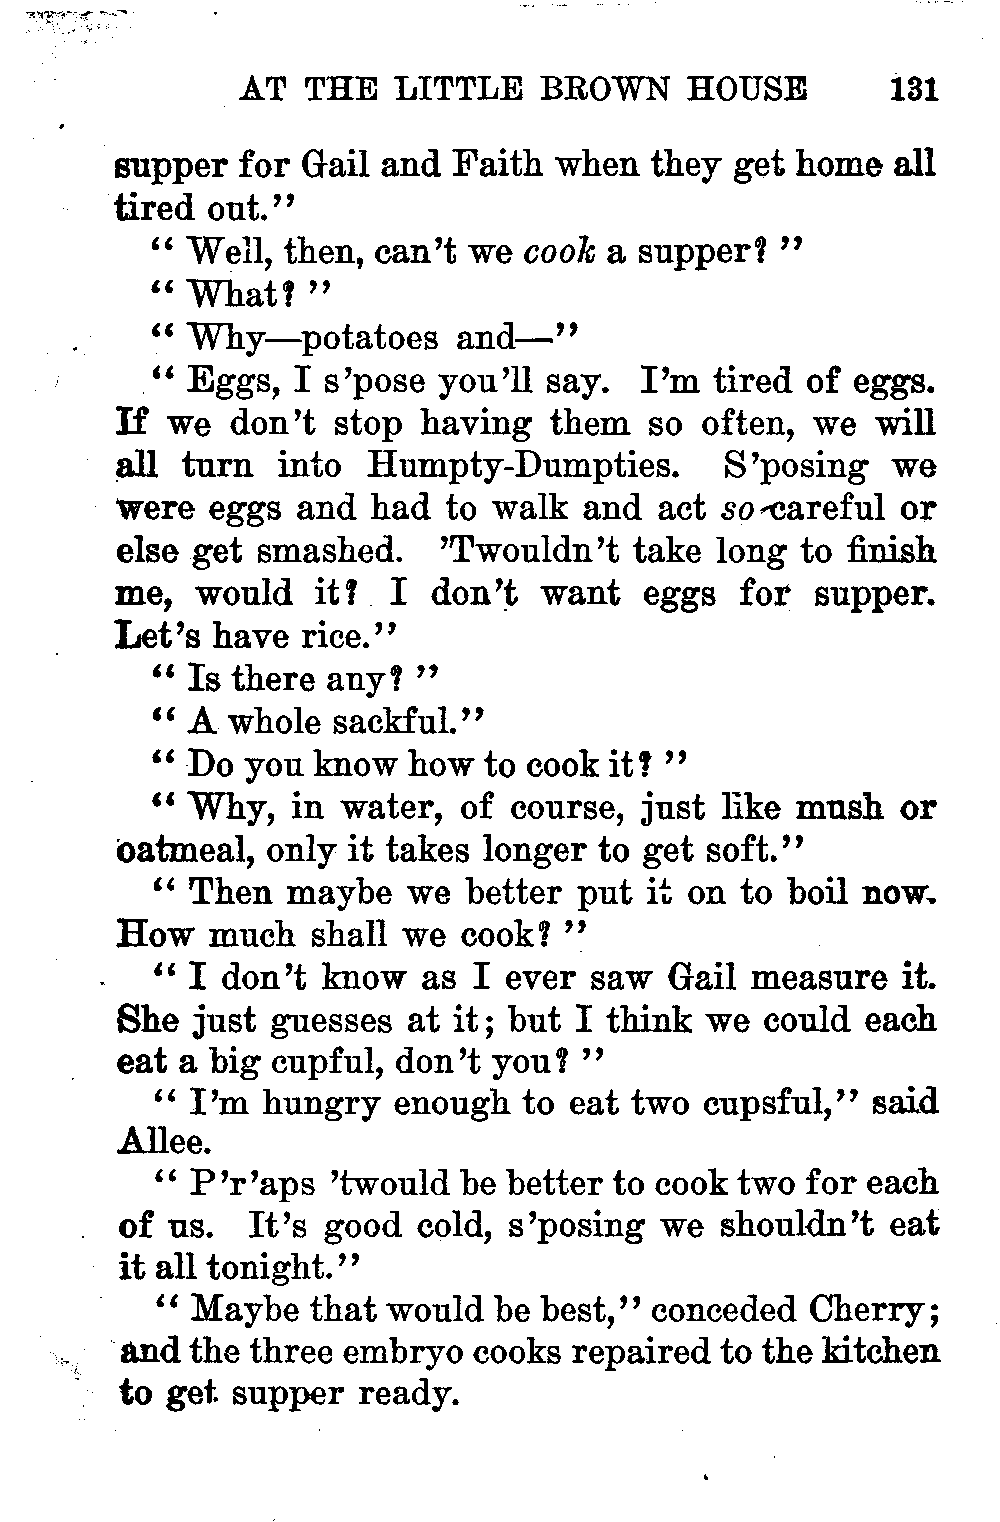 AT THE LITTLE BROWN HOUSE 131
supper for Gail and Faith when they get home all
tired out."
" Well, then, can't we cook a supper? "
" What? "
" Why—potatoes and—"
" Eggs, I s'pose you'll say. I'm tired of eggs.
If we don't stop having them so often, we will
all turn into Humpty-Dumpties. S'posing we
were eggs and had to walk and act so careful or
else get smashed. 'Twouldn't take long to finish
me, would it? I don't want eggs for supper.
Let's have rice."
" Is there any? "
" A whole sackful."
" Do you know how to cook it? "
" Why, in water, of course, just like mush or
oatmeal, only it takes longer to get soft."
" Then maybe we better put it on to boil now.
How much shall we cook? "
" I don't know as I ever saw Gail measure it.
She just guesses at it; but I think we could each
eat a big cupful, don't you? "
" I'm hungry enough to eat two cupsful," said
Allee.
" P'r'aps 'twould be better to cook two for each
of us. It's good cold, s'posing we shouldn't eat
it all tonight."
" Maybe that would be best," conceded Cherry;
and the three embryo cooks repaired to the kitchen
to get supper ready.